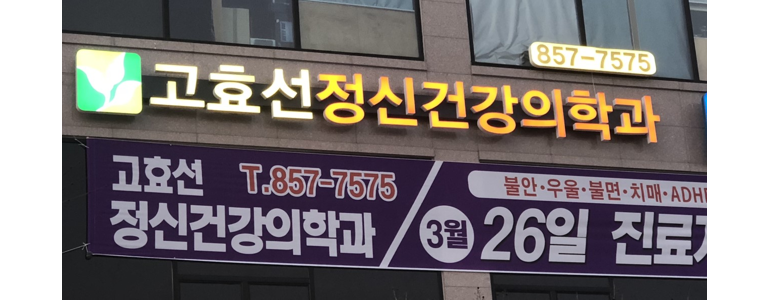 857-7575
고효선정신건강의학과
고효선 T.857-7575
정신건강의학과
불안·우울·불면·치매·ADH
3월 26일 진료